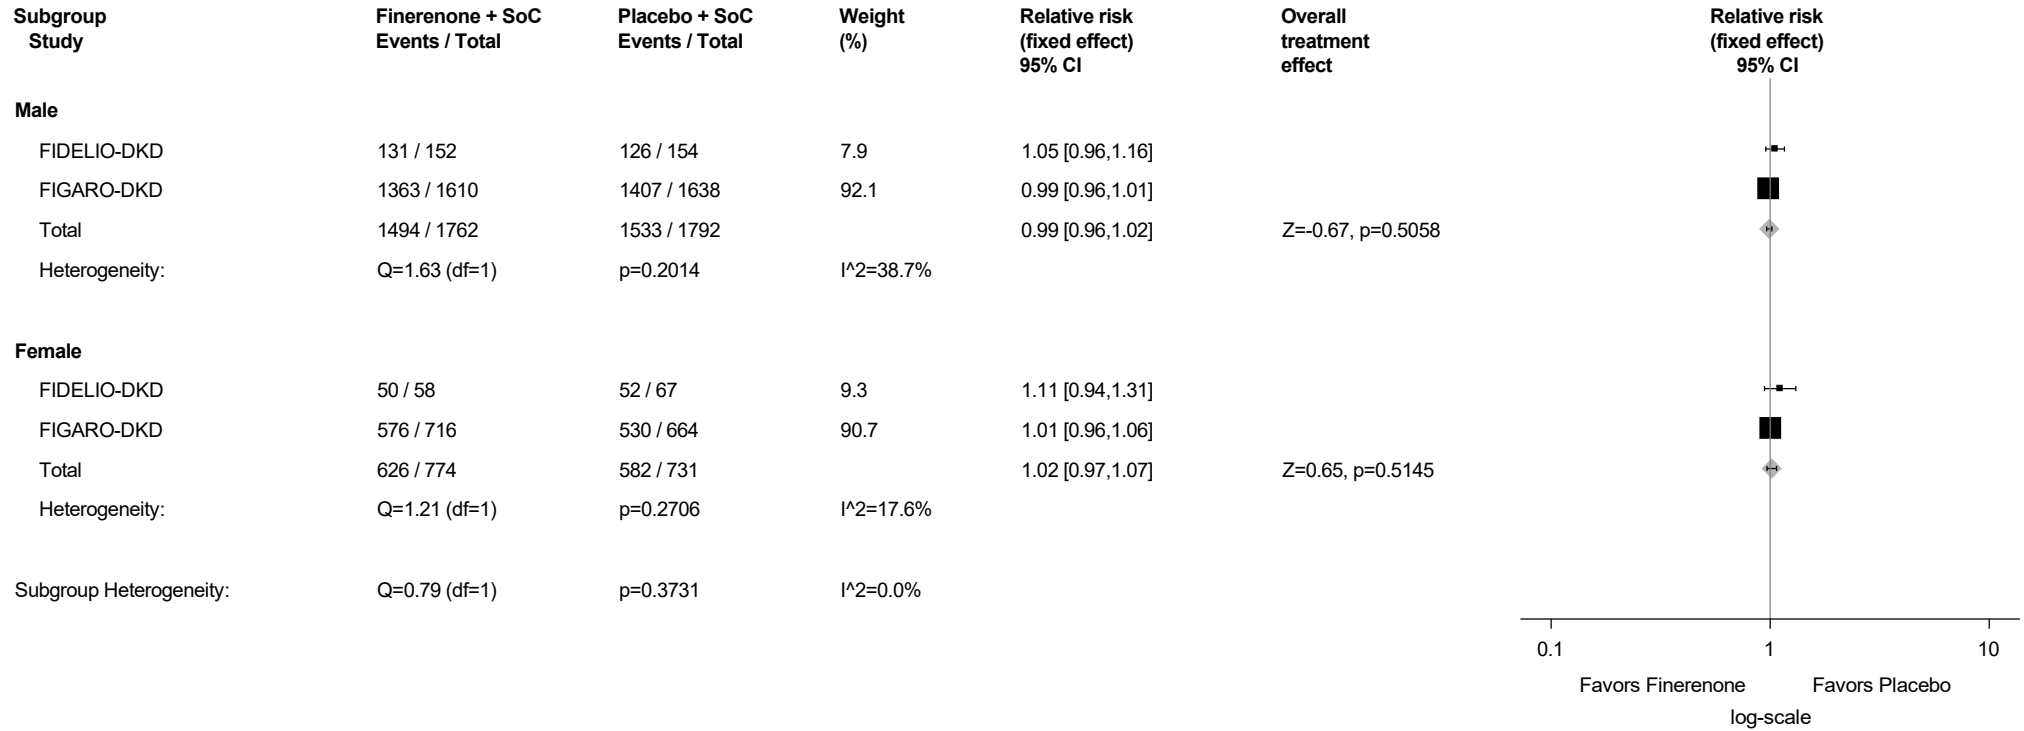 Subgroup Finerenone + SoC Placebo + SoC Weight Relative risk Overall Relative risk
Study Events / Total Events / Total (%) (fixed effect) treatment (fixed effect)
95% CI effect 95% CI
Male
FIDELIO-DKD 131 / 152 126 / 154 7.9 1.05 [0.96,1.16]
FIGARO-DKD 1363 / 1610 1407 / 1638 92.1 0.99 [0.96,1.01]
Total 1494 / 1762 1533 / 1792 0.99 [0.96,1.02] Z=-0.67, p=0.5058
Heterogeneity: Q=1.63 (df=1) p=0.2014 I^2=38.7%
Female
FIDELIO-DKD 50 / 58 52 / 67 9.3 1.11 [0.94,1.31]
FIGARO-DKD 576 / 716 530 / 664 90.7 1.01 [0.96,1.06]
Total 626 / 774 582 / 731 1.02 [0.97,1.07] Z=0.65, p=0.5145
Heterogeneity: Q=1.21 (df=1) p=0.2706 I^2=17.6%
Subgroup Heterogeneity: Q=0.79 (df=1) p=0.3731 I^2=0.0%
0.1 1 10
Favors Finerenone Favors Placebo
log-scale